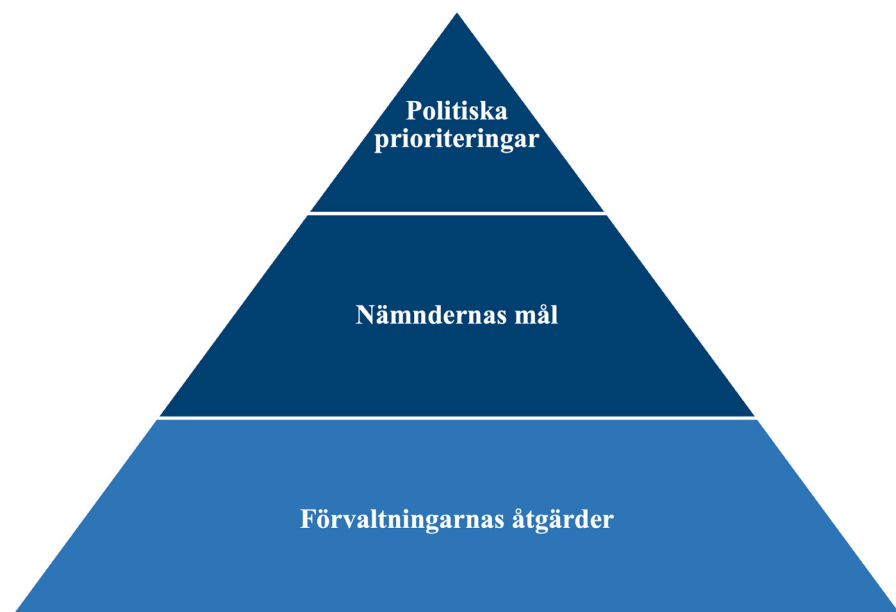 Politiska
prioriteringar
Nämndernas mål
Förvaltningarnas åtgärder